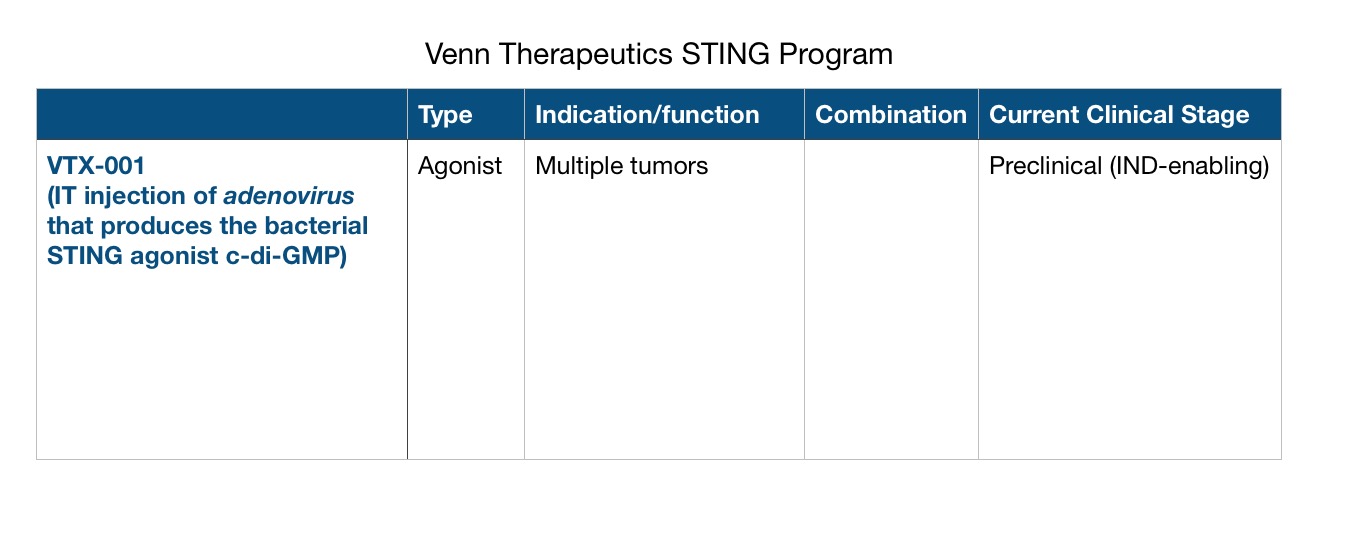 Venn Therapeutics STING Program
Type Indication/function Combination Current Clinical Stage
VTX-001 Agonist Multiple tumors Preclinical (IND-enabling)
(IT injection of adenovirus
that produces the bacterial
STING agonist c-di-GMP)